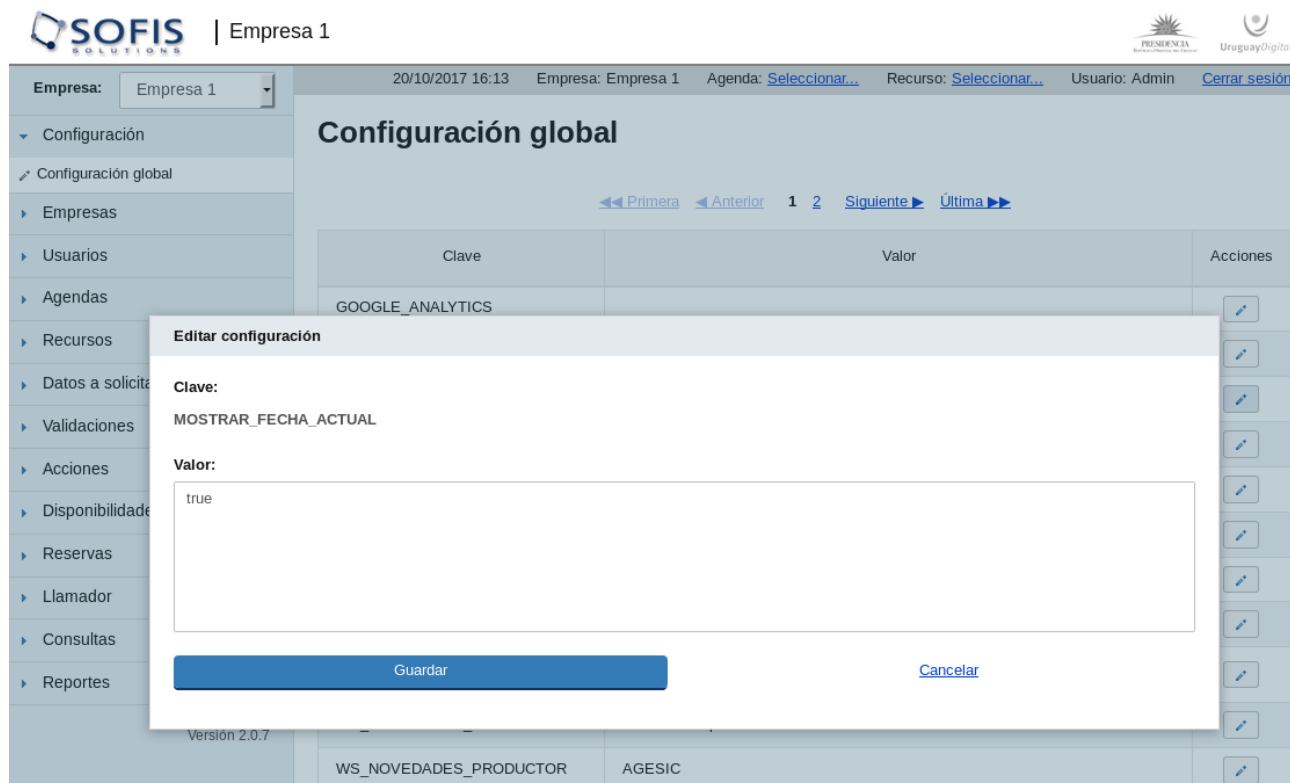 SOFIS
SOLUTIONS
Empresa 1
PRESIDENCIA
UruguayDigital
Empresa:
Empresa 1
20/10/2017 16:13
Empresa: Empresa 1
Agenda: Seleccionar...
Recurso: Seleccionar...
Usuario: Admin
Cerrar sesión
Configuración
Configuración global
Empresas
Usuarios
Agendas
Recursos
Datos a solicita
Validaciones
Acciones
Disponibilidade
Reservas
Llamador
Consultas
Reportes
Versión 2.0.7
Configuración global
◀◀ Primera ◀ Anterior 1 2 Siguiente ▶ Última ▶▶
Clave Valor Acciones
GOOGLE_ANALYTICS
Editar configuración
Clave:
MOSTRAR_FECHA_ACTUAL
Valor:
true
Guardar
Cancelar
WS_NOVEDADES_PRODUCTOR AGESIC